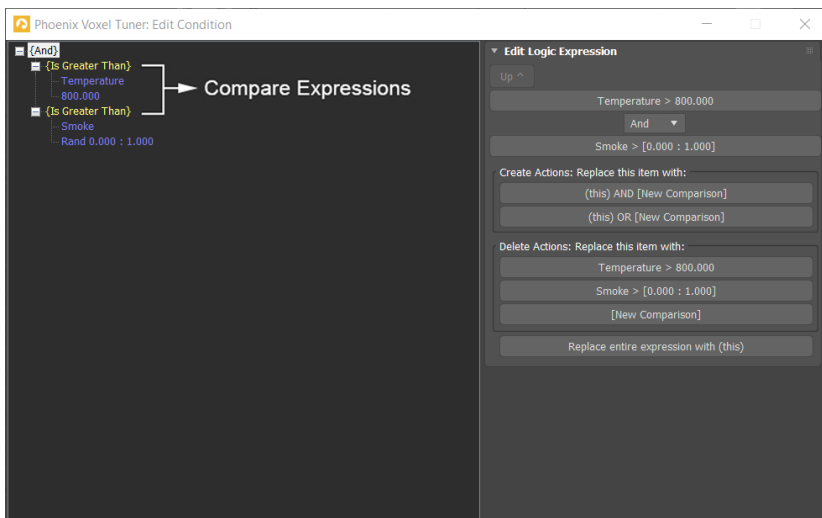 Phoenix Voxel Tuner: Edit Condition
{And}
{Is Greater Than}
Temperature
800.000
{Is Greater Than}
Smoke
Rand 0.000 : 1.000
Compare Expressions
Edit Logic Expression
Up ^
Temperature > 800.000
And
Smoke > [0.000 : 1.000]
Create Actions: Replace this item with:
(this) AND [New Comparison]
(this) OR [New Comparison]
Delete Actions: Replace this item with:
Temperature > 800.000
Smoke > [0.000 : 1.000]
[New Comparison]
Replace entire expression with (this)